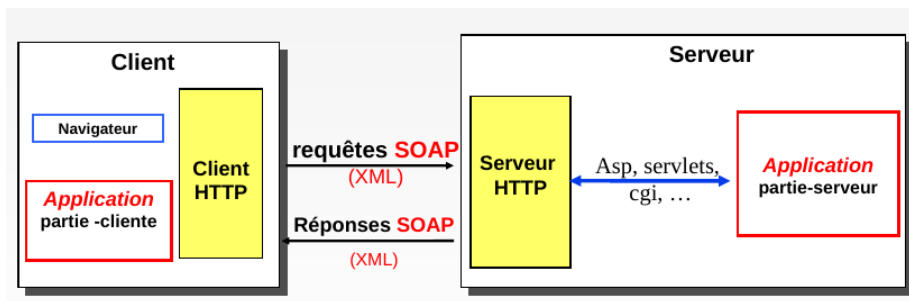 Client
Navigateur
Application
partie -cliente
Client
HTTP
requêtes SOAP
(XML)
Réponses SOAP
(XML)
Serveur
Serveur
HTTP
Asp, servlets,
cgi, …
Application
partie-serveur